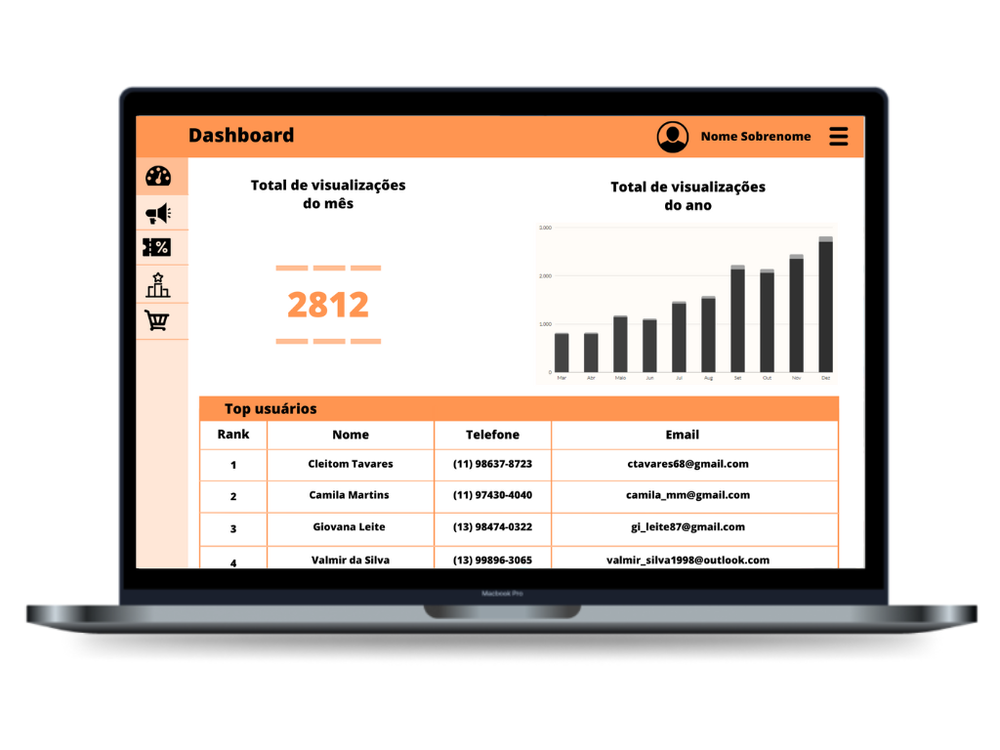 Dashboard
Nome Sobrenome
%
Total de visualizações
do mês
2812
Total de visualizações
do ano
3.000
2.000
1.000
0
Mar Abr Maio Jun Jul Aug Set Out Nov Dez
Top usuários
Rank Nome Telefone Email
1 Cleitom Tavares (11) 98637-8723 ctavares68@gmail.com
2 Camila Martins (11) 97430-4040 camila_mm@gmail.com
3 Giovana Leite (13) 98474-0322 gi_leite87@gmail.com
4 Valmir da Silva (13) 99896-3065 valmir_silva1998@outlook.com
Macbook Pro